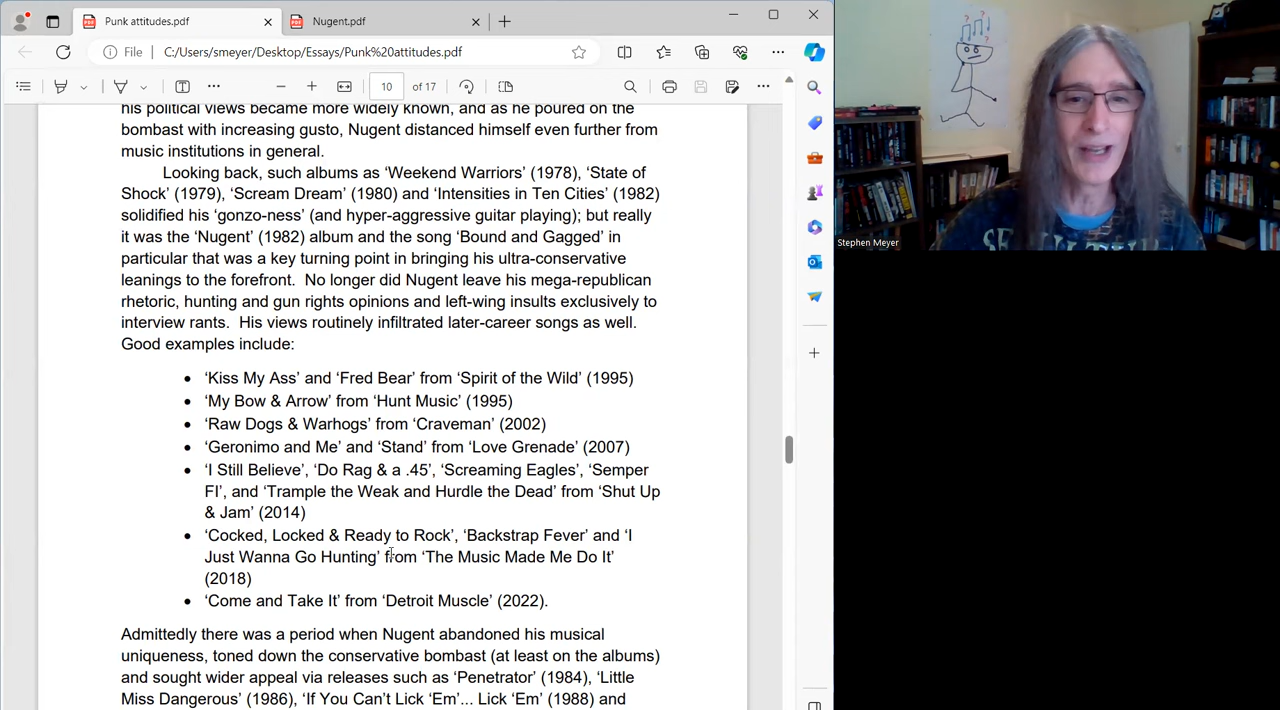 Punk attitudes.pdf
Nugent.pdf
File
C:/Users/smeyer/Desktop/Essays/Punk%20attitudes.pdf
10 of 17
his political views became more widely known, and as he poured on the
bombast with increasing gusto, Nugent distanced himself even further from
music institutions in general.
Looking back, such albums as ‘Weekend Warriors’ (1978), ‘State of
Shock’ (1979), ‘Scream Dream’ (1980) and ‘Intensities in Ten Cities’ (1982)
solidified his ‘gonzo-ness’ (and hyper-aggressive guitar playing); but really
it was the ‘Nugent’ (1982) album and the song ‘Bound and Gagged’ in
particular that was a key turning point in bringing his ultra-conservative
leanings to the forefront.  No longer did Nugent leave his mega-republican
rhetoric, hunting and gun rights opinions and left-wing insults exclusively to
interview rants.  His views routinely infiltrated later-career songs as well.
Good examples include:
• ‘Kiss My Ass’ and ‘Fred Bear’ from ‘Spirit of the Wild’ (1995)
• ‘My Bow & Arrow’ from ‘Hunt Music’ (1995)
• ‘Raw Dogs & Warhogs’ from ‘Craveman’ (2002)
• ‘Geronimo and Me’ and ‘Stand’ from ‘Love Grenade’ (2007)
• ‘I Still Believe’, ‘Do Rag & a .45’, ‘Screaming Eagles’, ‘Semper
FI’, and ‘Trample the Weak and Hurdle the Dead’ from ‘Shut Up
& Jam’ (2014)
• ‘Cocked, Locked & Ready to Rock’, ‘Backstrap Fever’ and ‘I
Just Wanna Go Hunting’ from ‘The Music Made Me Do It’
(2018)
• ‘Come and Take It’ from ‘Detroit Muscle’ (2022).
Admittedly there was a period when Nugent abandoned his musical
uniqueness, toned down the conservative bombast (at least on the albums)
and sought wider appeal via releases such as ‘Penetrator’ (1984), ‘Little
Miss Dangerous’ (1986), ‘If You Can’t Lick ‘Em’... Lick ‘Em’ (1988) and
Stephen Meyer